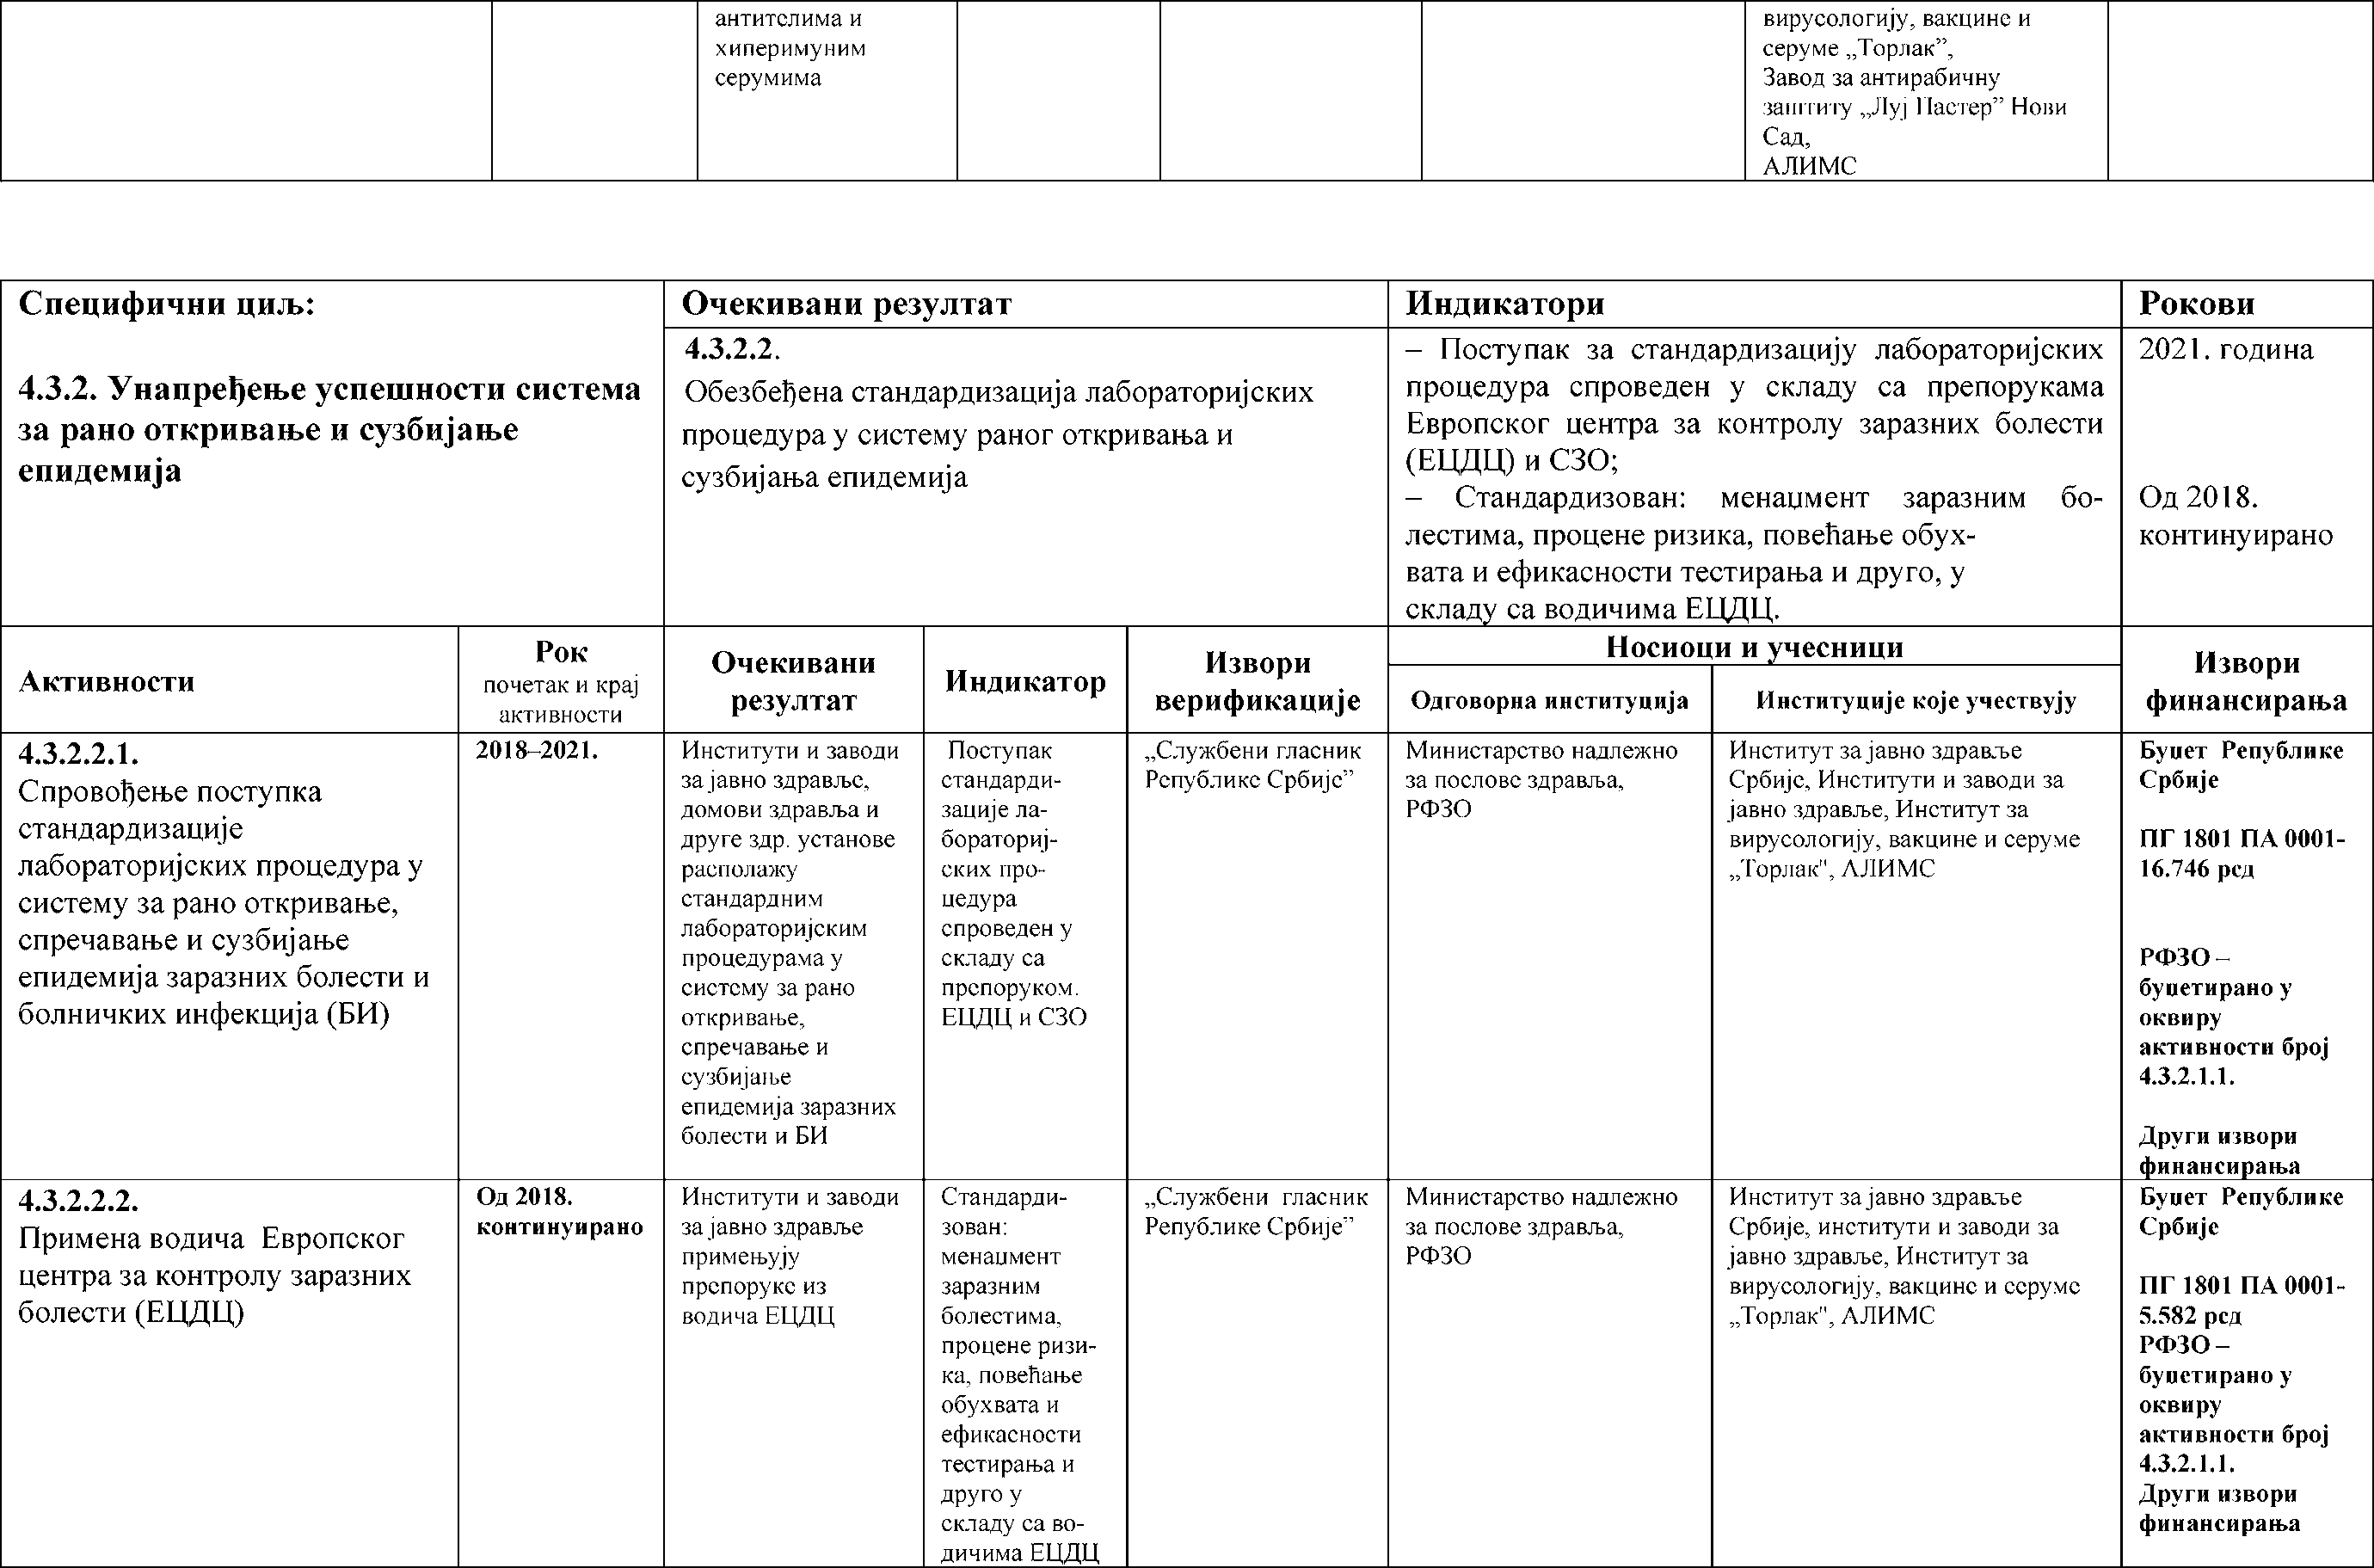 антителима и
хиперимуним
серумима
вирусологију, вакцине и
серуме „Торлак”,
Завод за антирабичну
заштиту „Луј Пастер” Нови
Сад,
АЛИМС
Специфични циљ:
4.3.2. Унапређење успешности система
за рано откривање и сузбијање
епидемија
Очекивани резултат
4.3.2.2.
Обезбеђена стандардизација лабораторијских
процедура у систему раног откривања и
сузбијања епидемија
Индикатори
– Поступак за стандардизацију лабораторијских
процедура спроведен у складу са препорукама
Европског центра за контролу заразних болести
(ЕЦДЦ) и СЗО;
– Стандардизован: менаџмент заразним бо-
лестима, процене ризика, повећање обух-
вата и ефикасности тестирања и друго, у
складу са водичима ЕЦДЦ.
Рокови
2021. година
Од 2018.
континуирано
Активности
Рок
почетак и крај
активности
Очекивани
резултат
Индикатор
Извори
верификације
Носиоци и учесници
Одговорна институција
Институције које учествују
Извори
финансирања
4.3.2.2.1.
Спровођење поступка
стандардизације
лабораторијских процедура у
систему за рано откривање,
спречавање и сузбијање
епидемија заразних болести и
болничких инфекција (БИ)
2018–2021.
Институти и заводи
за јавно здравље,
домови здравља и
друге здр. установе
располажу
стандардним
лабораторијским
процедурама у
систему за рано
откривање,
спречавање и
сузбијање
епидемија заразних
болести и БИ
Поступак
стандарди-
зације ла-
бораториј-
ских про-
цедура
спроведен у
складу са
препоруком.
ЕЦДЦ и СЗО
„Службени гласник
Републике Србије”
Министарство надлежно
за послове здравља,
РФЗО
Институт за јавно здравље
Србије, Институти и заводи за
јавно здравље, Институт за
вирусологију, вакцине и серуме
„Торлак", АЛИМС
Буџет Републике
Србије
ПГ 1801 ПА 0001-
16.746 рсд
РФЗО –
буџетирано у
оквиру
активности број
4.3.2.1.1.
Други извори
финансирања
4.3.2.2.2.
Примена водича Европског
центра за контролу заразних
болести (ЕЦДЦ)
Од 2018.
континуирано
Институти и заводи
за јавно здравље
примењују
препоруке из
водича ЕЦДЦ
Стандарди-
зован:
менаџмент
заразним
болестима,
процене ризи-
ка, повећање
обухвата и
ефикасности
тестирања и
друго у
складу са во-
дичима ЕЦДЦ
„Службени гласник
Републике Србије”
Министарство надлежно
за послове здравља,
РФЗО
Институт за јавно здравље
Србије, институти и заводи за
јавно здравље, Институт за
вирусологију, вакцине и серуме
„Торлак", АЛИМС
Буџет Републике
Србије
ПГ 1801 ПА 0001-
5.582 рсд
РФЗО –
буџетирано у
оквиру
активности број
4.3.2.1.1.
Други извори
финансирања